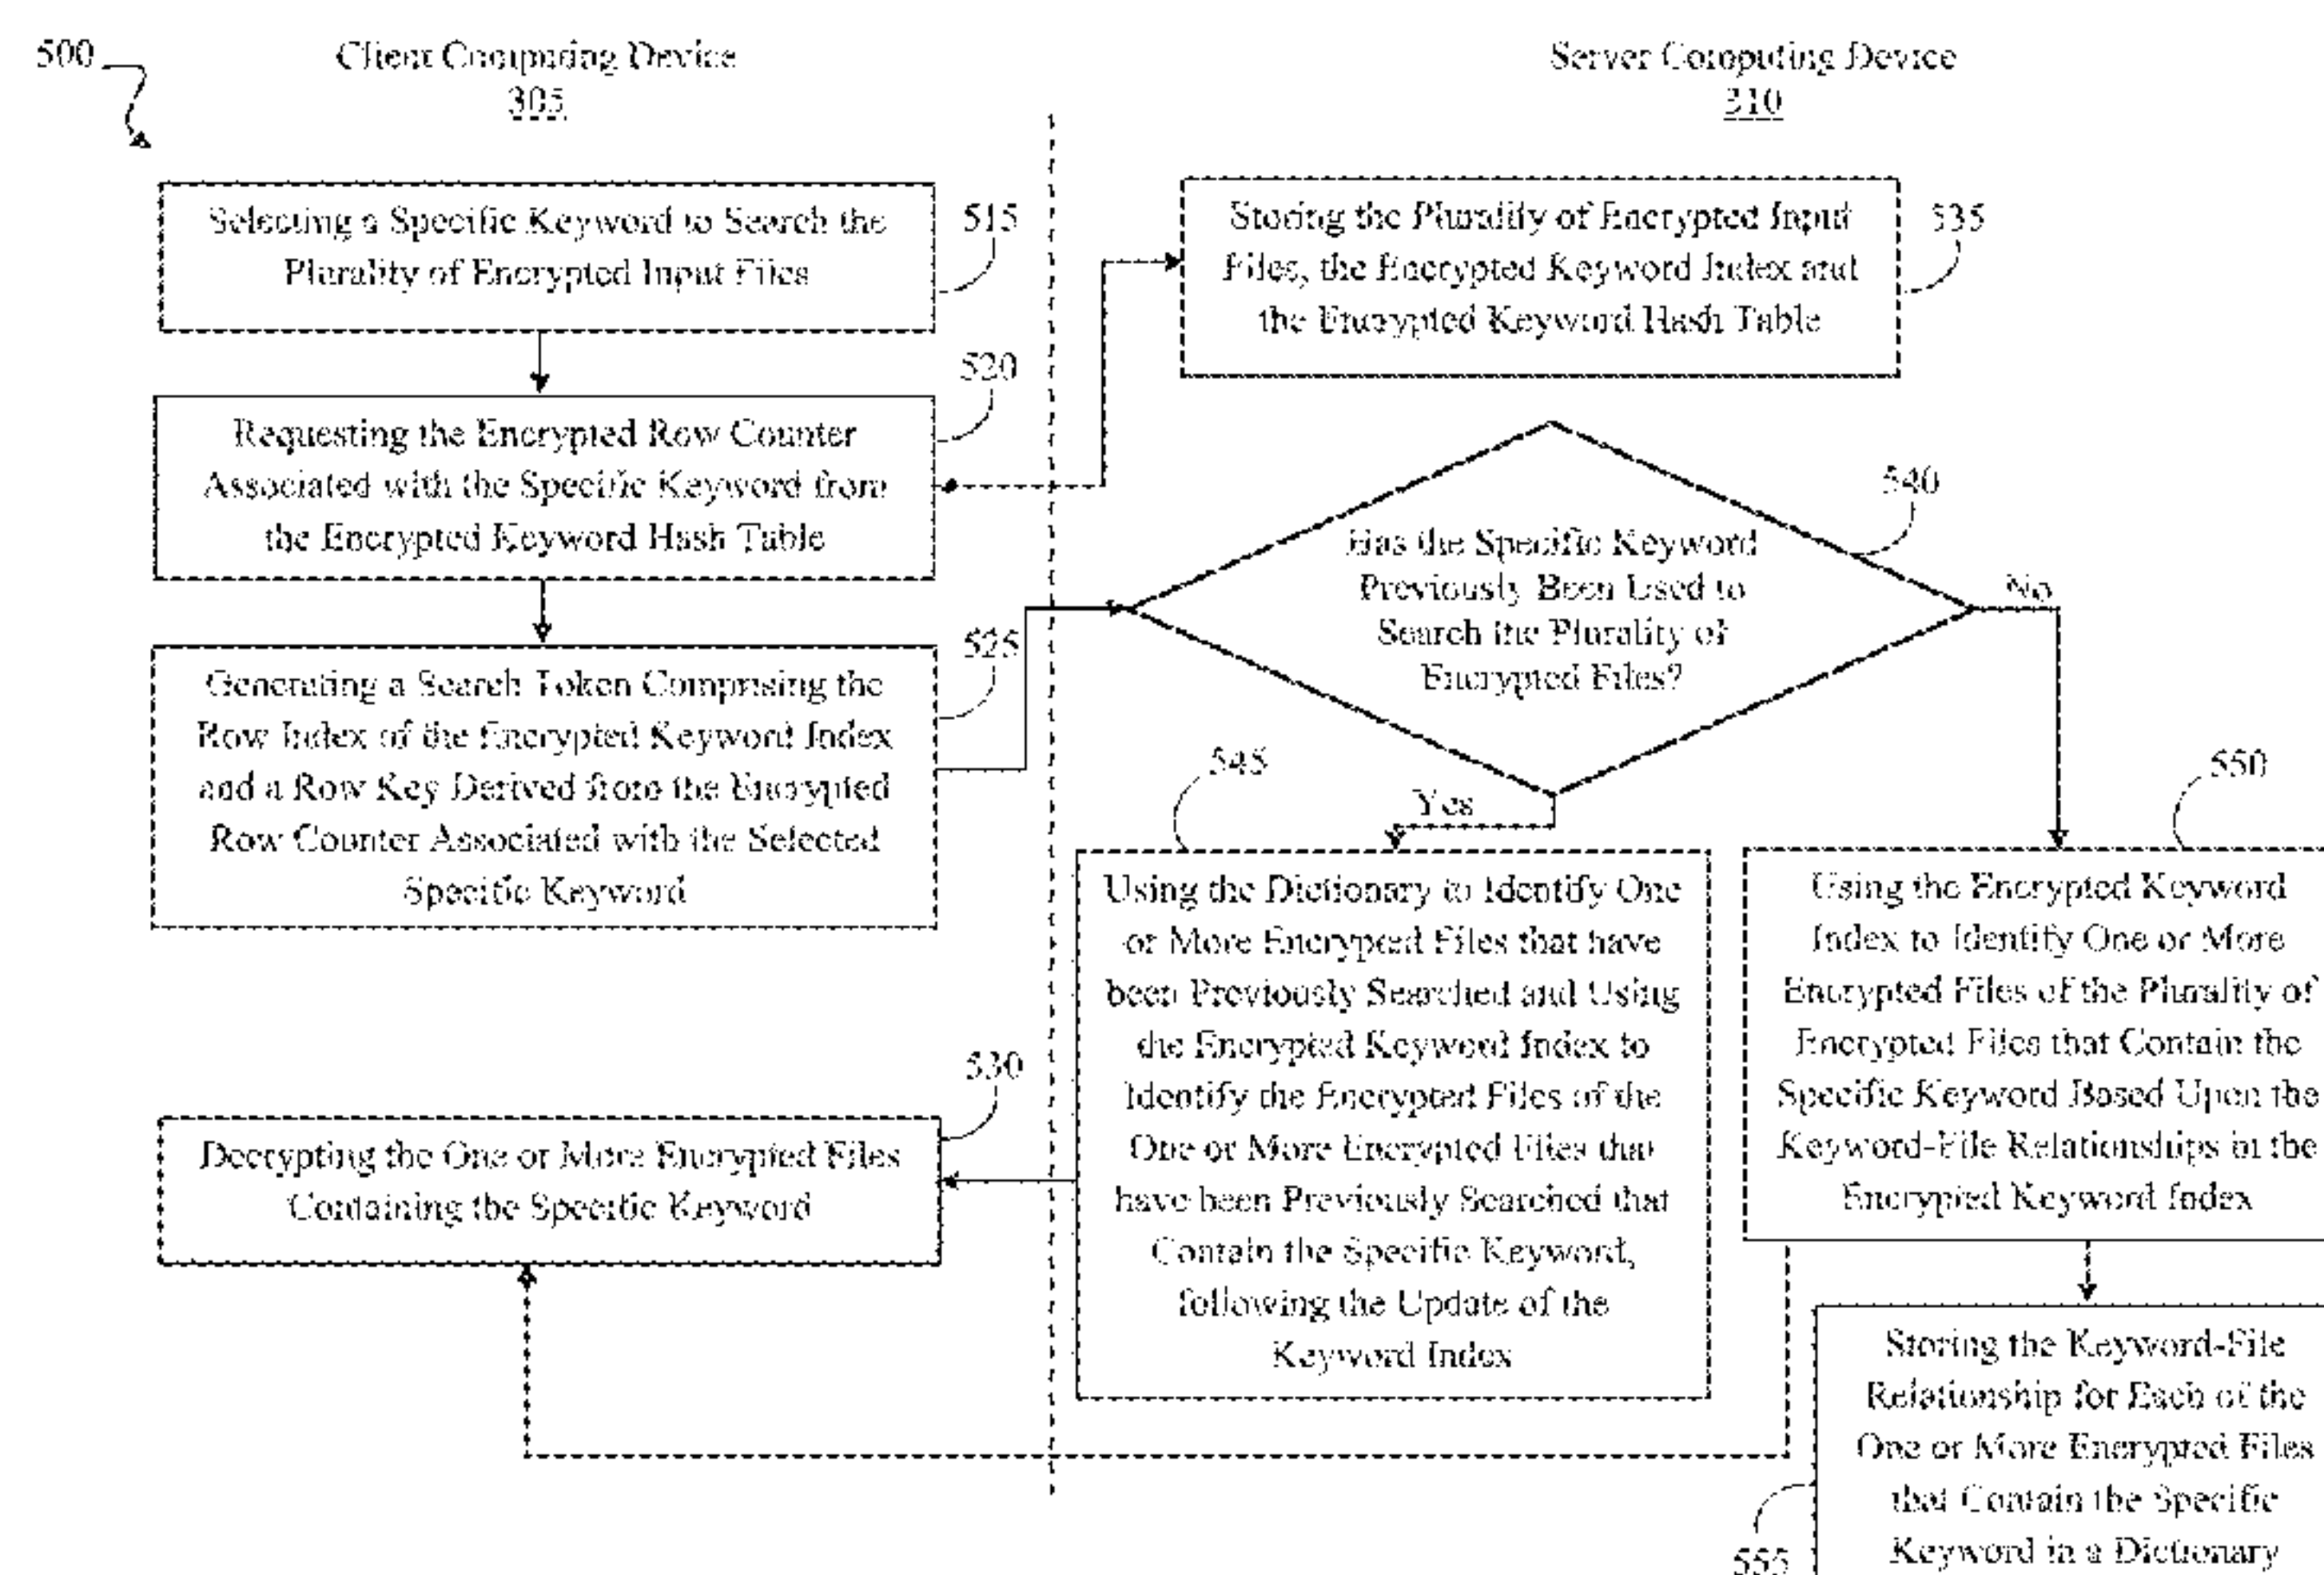 500
Client Computing Device
305
Server Computing Device
310
Selecting a Specific Keyword to Search the
Plurality of Encrypted Input Files
515
Requesting the Encrypted Row Counter
Associated with the Specific Keyword from
the Encrypted Keyword Hash Table
520
Generating a Search Token Comprising the
Row Index of the Encrypted Keyword Index
and a Row Key Derived from the Encrypted
Row Counter Associated with the Selected
Specific Keyword
525
Decrypting the One or More Encrypted Files
Containing the Specific Keyword
530
Storing the Plurality of Encrypted Input
Files, the Encrypted Keyword Index and
the Encrypted Keyword Hash Table
535
Has the Specific Keyword
Previously Been Used to
Search the Plurality of
Encrypted Files?
540
No
Yes
545
Using the Dictionary to Identify One
or More Encrypted Files that have
been Previously Searched and Using
the Encrypted Keyword Index to
Identify the Encrypted Files of the
One or More Encrypted Files that
have been Previously Searched that
Contain the Specific Keyword,
following the Update of the
Keyword Index
550
Using the Encrypted Keyword
Index to Identify One or More
Encrypted Files of the Plurality of
Encrypted Files that Contain the
Specific Keyword Based Upon the
Keyword-File Relationships in the
Encrypted Keyword Index
Storing the Keyword-File
Relationship for Each of the
One or More Encrypted Files
that Contain the Specific
Keyword in a Dictionary
555